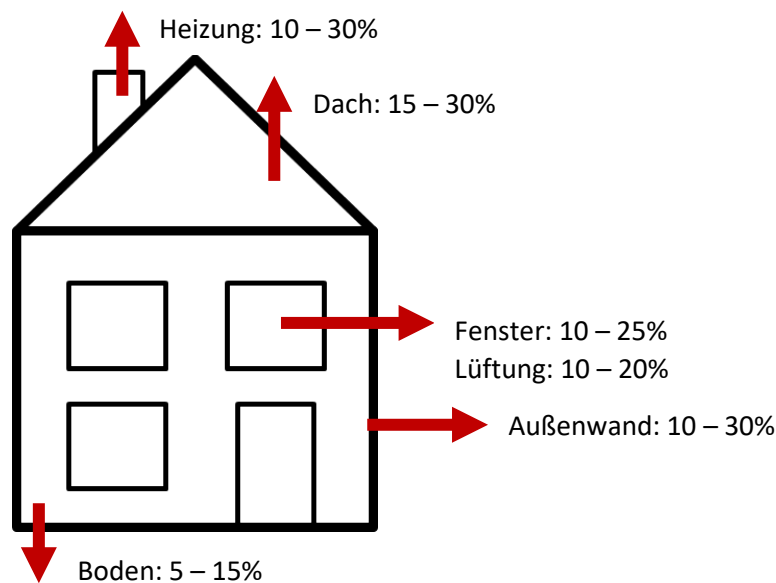 Heizung: 10 – 30%
Dach: 15 – 30%
Fenster: 10 – 25%
Lüftung: 10 – 20%
Außenwand: 10 – 30%
Boden: 5 – 15%